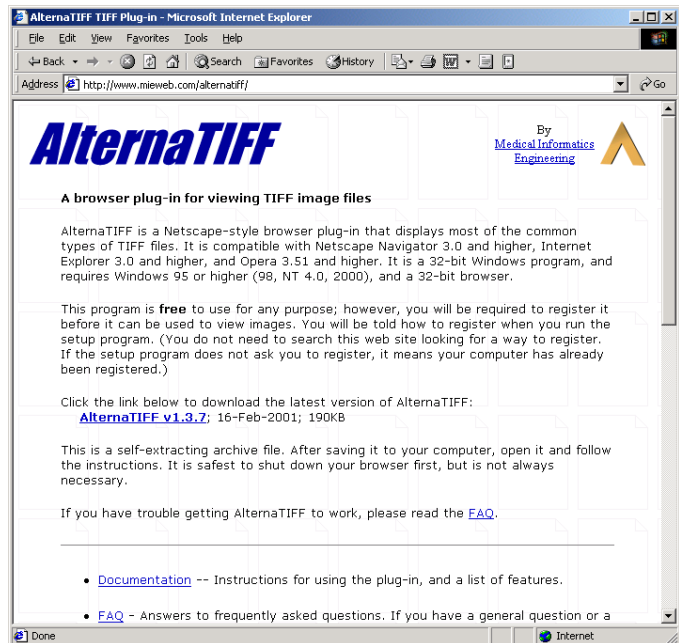 AlternaTIFF TIFF Plug-in - Microsoft Internet Explorer
File Edit View Favorites Tools Help
Back Search Favorites History
Address http://www.mieweb.com/alternatiff/ Go
AlternaTIFF
By
Medical Informatics
Engineering
A browser plug-in for viewing TIFF image files
AlternaTIFF is a Netscape-style browser plug-in that displays most of the common
types of TIFF files. It is compatible with Netscape Navigator 3.0 and higher, Internet
Explorer 3.0 and higher, and Opera 3.51 and higher. It is a 32-bit Windows program, and
requires Windows 95 or higher (98, NT 4.0, 2000), and a 32-bit browser.
This program is free to use for any purpose; however, you will be required to register it
before it can be used to view images. You will be told how to register when you run the
setup program. (You do not need to search this web site looking for a way to register.
If the setup program does not ask you to register, it means your computer has already
been registered.)
Click the link below to download the latest version of AlternaTIFF:
AlternaTIFF v1.3.7; 16-Feb-2001; 190KB
This is a self-extracting archive file. After saving it to your computer, open it and follow
the instructions. It is safest to shut down your browser first, but is not always
necessary.
If you have trouble getting AlternaTIFF to work, please read the FAQ.
• Documentation -- Instructions for using the plug-in, and a list of features.
• FAQ - Answers to frequently asked questions. If you have a general question or a
Done Internet